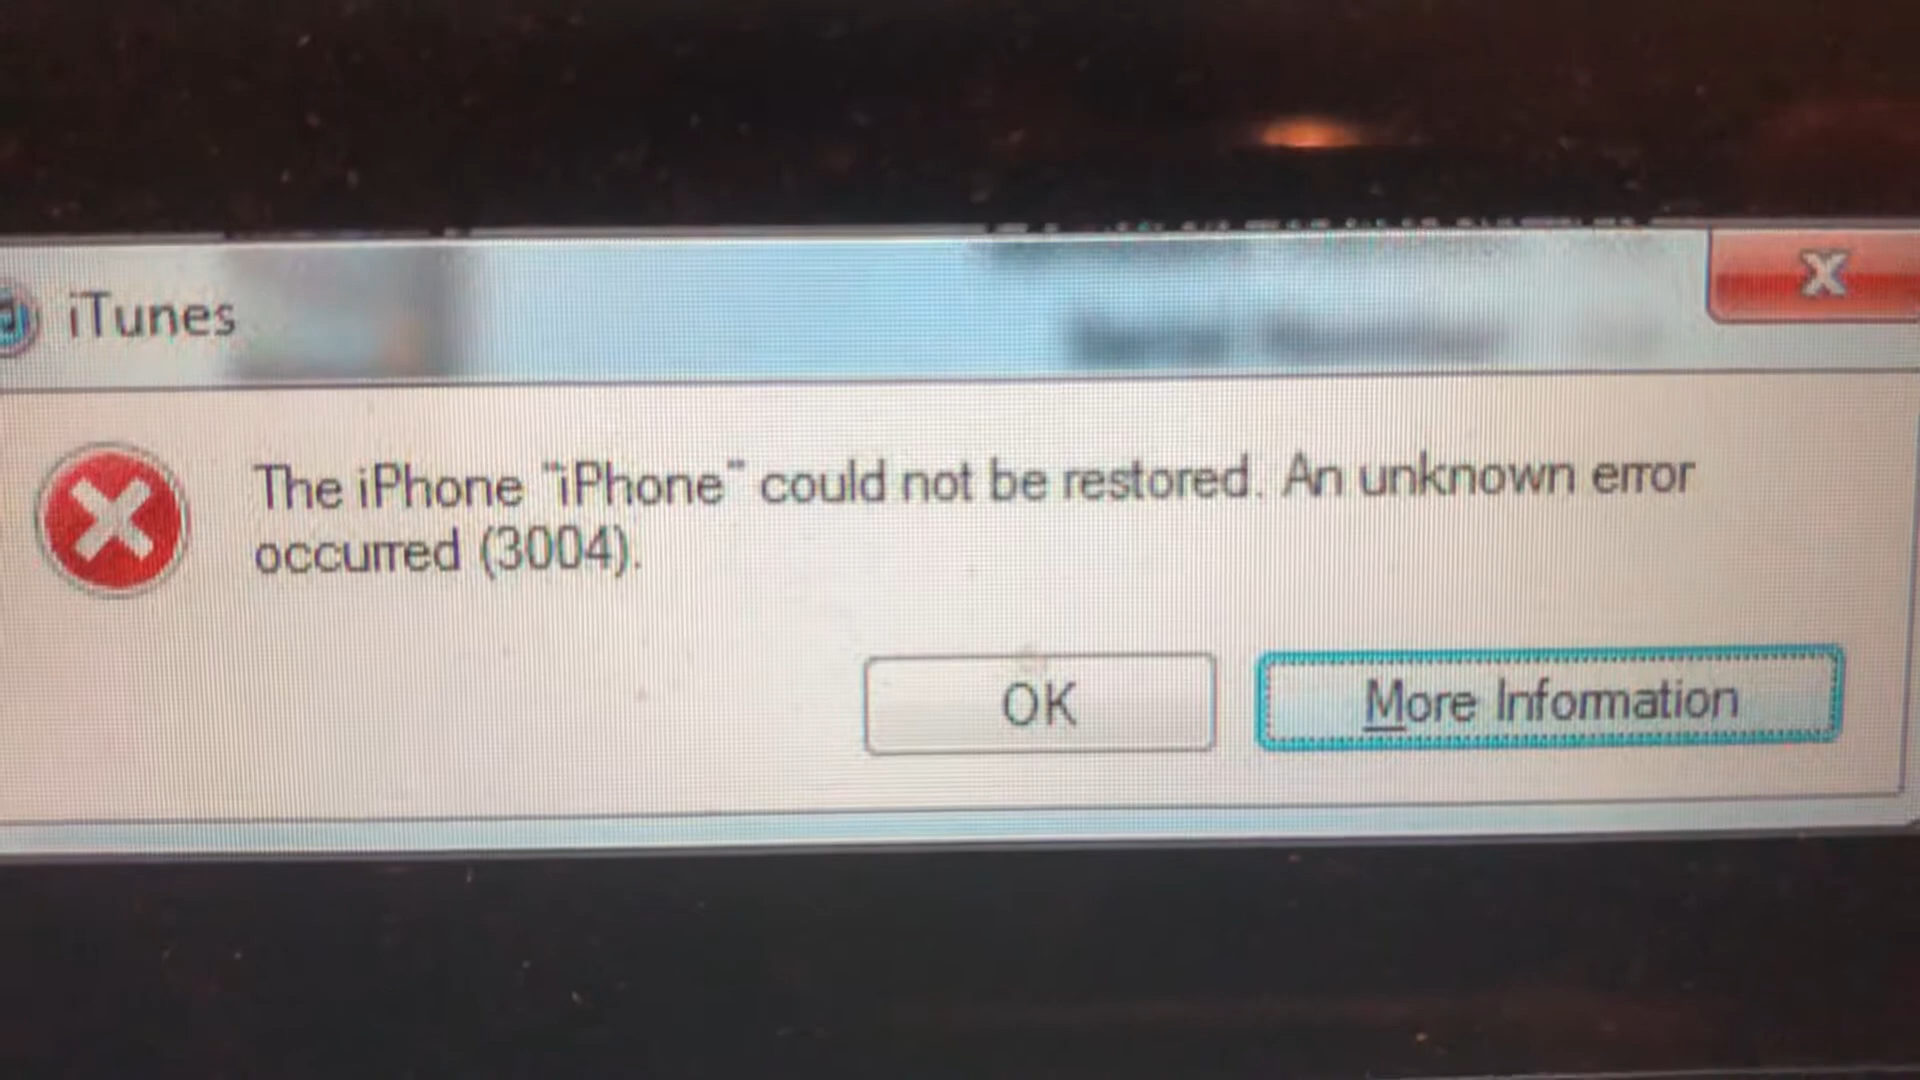 iTunes
The iPhone "iPhone" could not be restored. An unknown error
occurred (3004).
OK
More Information